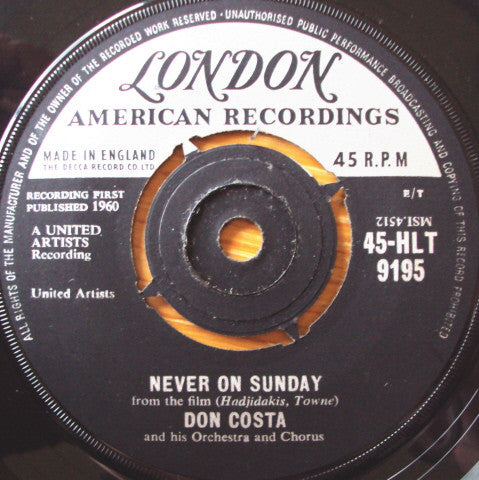 ALL RIGHTS OF THE MANUFACTURER AND OF THE OWNER OF THE RECORDED WORK RESERVED UNAUTHORISED PUBLIC PERFORMANCE BROADCASTING AND COPYING OF THIS RECORD PROHIBITED
LONDON
AMERICAN RECORDINGS
MADE IN ENGLAND
THE DECCA RECORD CO. LTD
45 R.P.M
RECORDING FIRST
PUBLISHED 1960
A UNITED
ARTISTS
Recording
United Artists
E/T
MSI.4512
45-HLT
9195
NEVER ON SUNDAY
from the film (Hadjidakis, Towne)
DON COSTA
and his Orchestra and Chorus